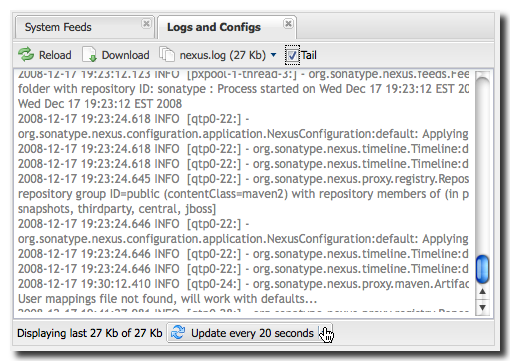 System Feeds
Logs and Configs
Reload Download nexus.log (27 Kb) Tail
2008-12-17 19:23:12.123 INFO [pxpool-1-thread-3:] - org.sonatype.nexus.feeds.Fee
folder with repository ID: sonatype : Process started on Wed Dec 17 19:23:12 EST 20
Wed Dec 17 19:23:12 EST 2008
2008-12-17 19:23:24.618 INFO [qtp0-22:] -
org.sonatype.nexus.configuration.application.NexusConfiguration:default: Applying
2008-12-17 19:23:24.618 INFO [qtp0-22:] - org.sonatype.nexus.timeline.Timeline:d
2008-12-17 19:23:24.618 INFO [qtp0-22:] - org.sonatype.nexus.timeline.Timeline:d
2008-12-17 19:23:24.645 INFO [qtp0-22:] - org.sonatype.nexus.proxy.registry.Repos
repository group ID=public (contentClass=maven2) with repository members of (in p
snapshots, thirdparty, central, jboss]
2008-12-17 19:23:24.646 INFO [qtp0-22:] -
org.sonatype.nexus.configuration.application.NexusConfiguration:default: Applying
2008-12-17 19:23:24.646 INFO [qtp0-22:] - org.sonatype.nexus.timeline.Timeline:d
2008-12-17 19:23:24.646 INFO [qtp0-22:] - org.sonatype.nexus.timeline.Timeline:d
2008-12-17 19:30:12.410 INFO [qtp0-24:] - org.sonatype.nexus.proxy.maven.Artifac
User mappings file not found, will work with defaults...
Displaying last 27 Kb of 27 Kb Update every 20 seconds